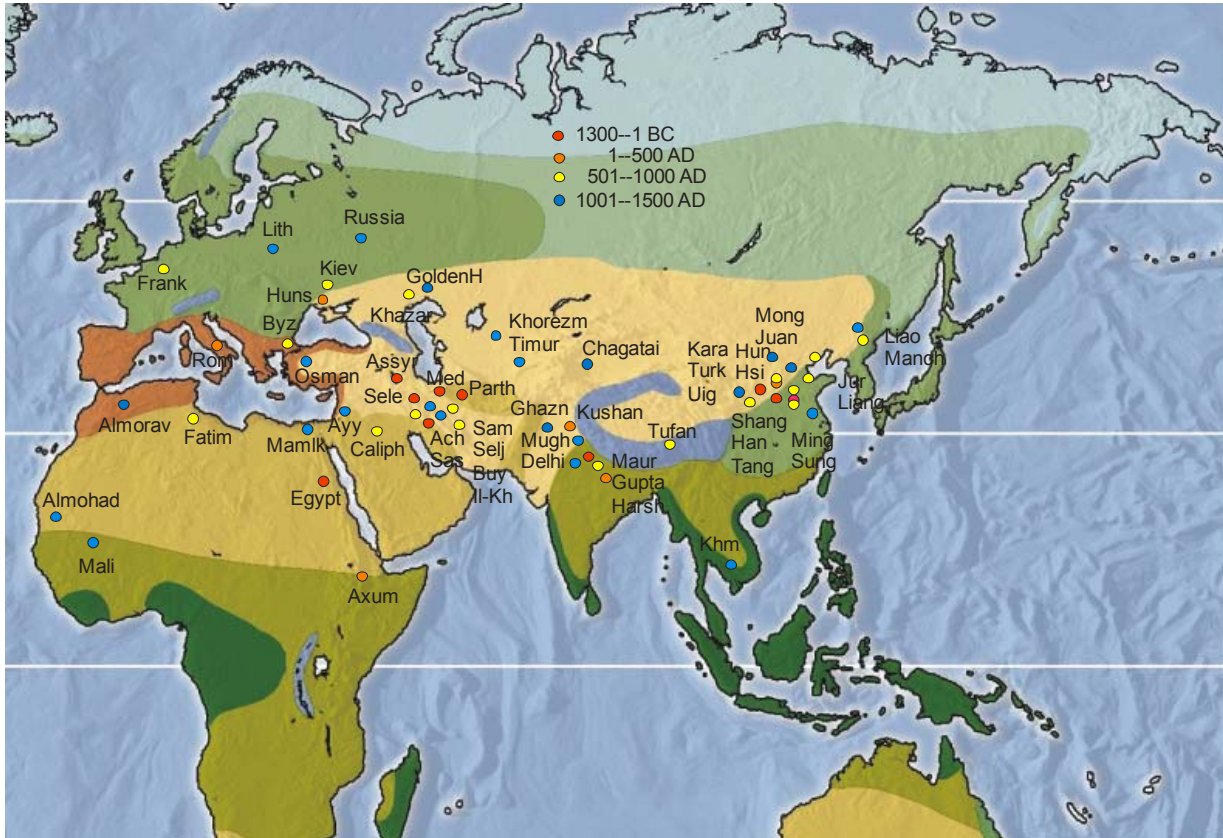 1300--1 BC
1--500 AD
501--1000 AD
1001--1500 AD
Lith
Russia
Frank
Kiev
Huns
GoldenH
Byz
Khazar
Rom
Osman
Assyr
Khorezm
Timur
Chagatai
Mong
Juan
Kara
Turk
Uig
Hun
Hsi
Liao
Manch
Jur
Liang
Sele
Med
Parth
Almorav
Fatim
Mamlk
Ayy
Caliph
Ach
Sas
Sam
Selj
Buy
Il-Kh
Ghazn
Kushan
Mugh
Delhi
Tufan
Shang
Han
Tang
Ming
Sung
Maur
Gupta
Harsh
Egypt
Almohad
Mali
Axum
Khm